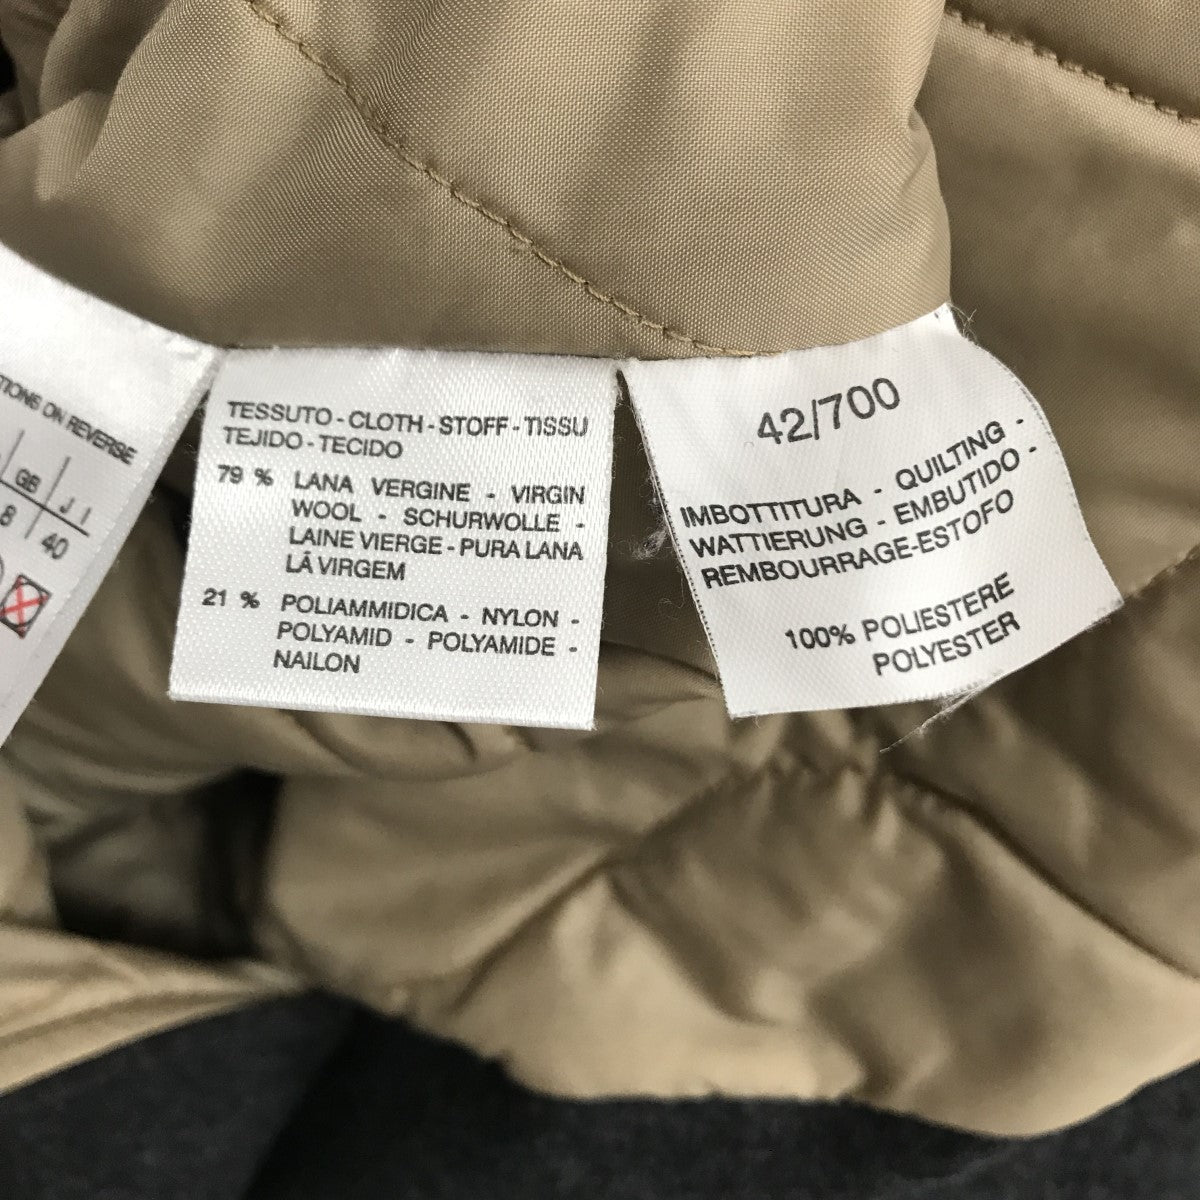 TIONS ON REVERSE
GB J I
8 40
TESSUTO - CLOTH - STOFF - TISSU
TEJIDO - TECIDO
79 % LANA VERGINE - VIRGIN
WOOL - SCHURWOLLE -
LAINE VIERGE - PURA LANA
LÃ VIRGEM
21 % POLIAMMIDICA - NYLON -
POLYAMID - POLYAMIDE -
NAILON
42/700
IMBOTTITURA - QUILTING -
WATTIERUNG - EMBUTIDO -
REMBOURRAGE-ESTOFO
100% POLIESTERE
POLYESTER